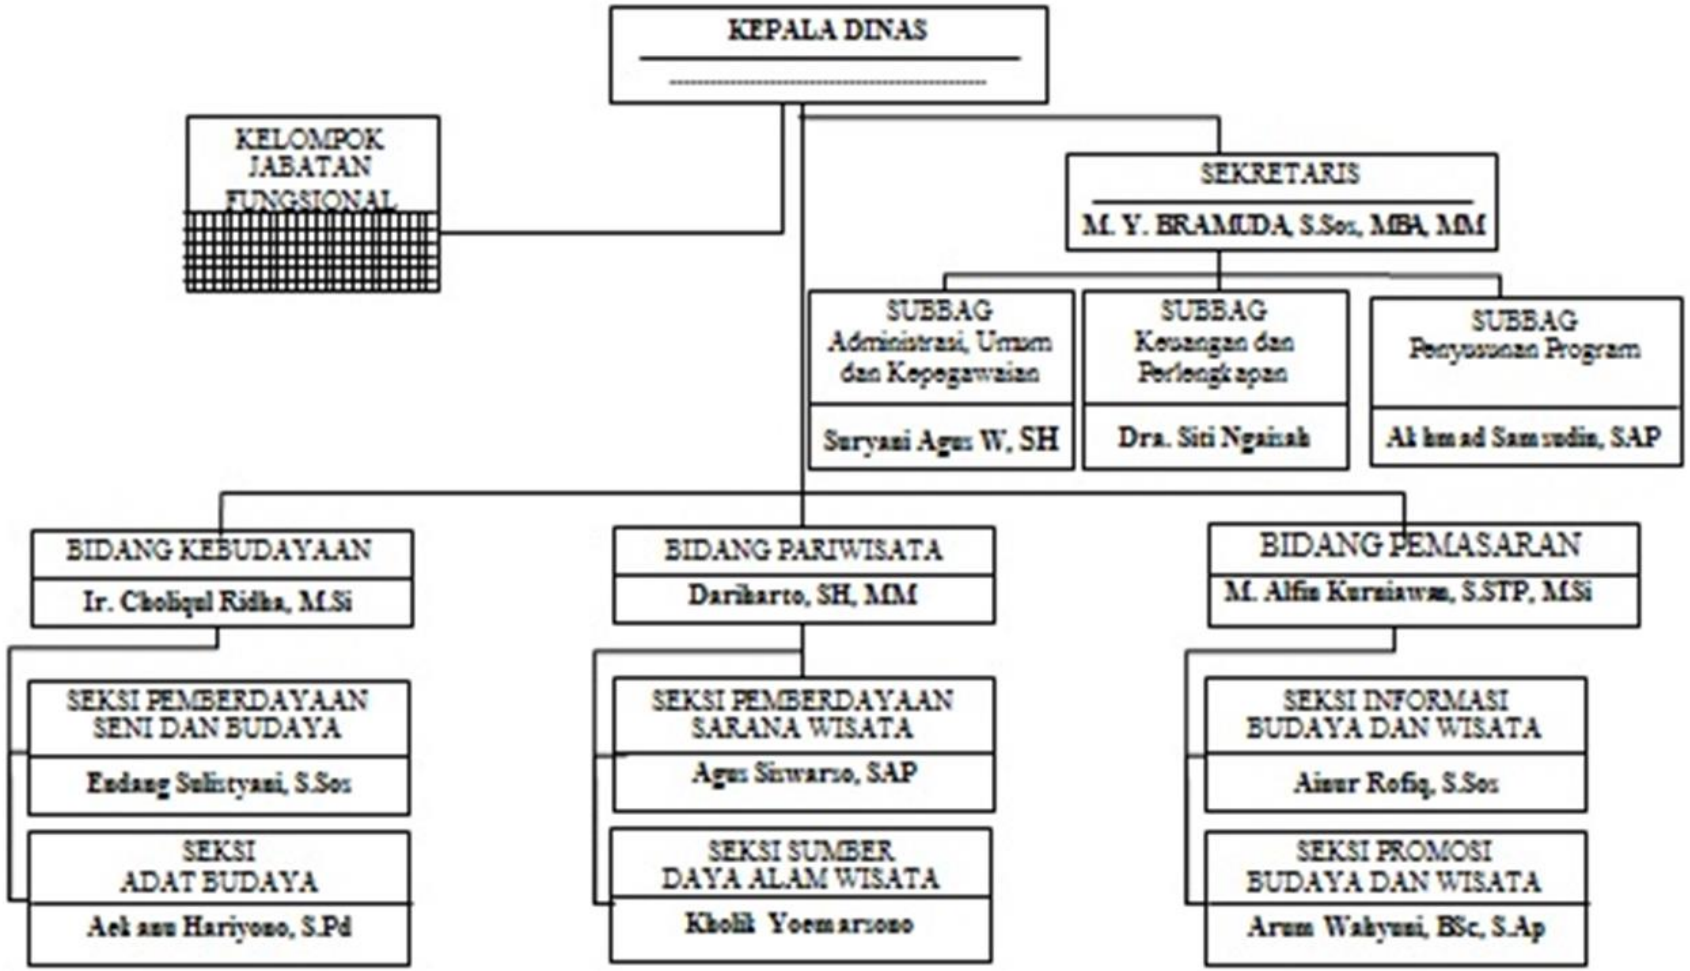 KEPALA DINAS
KELOMPOK
JABATAN
FUNGSIONAL
SEKRETARIS
M. Y. BRAMUDA, S.Sos, MBA, MM
SUBBAG
Administrasi, Umum
dan Kepegawaian
Suryani Agus W, SH
SUBBAG
Keuangan dan
Perlengkapan
Dra. Siti Ngaisah
SUBBAG
Penyusunan Program
Akhmad Samsudin, SAP
BIDANG KEBUDAYAAN
Ir. Choliqul Ridha, M.Si
BIDANG PARIWISATA
Dariharto, SH, MM
BIDANG PEMASARAN
M. Alfin Kurniawan, S.STP, M.Si
SEKSI PEMBERDAYAAN
SENI DAN BUDAYA
Endang Sulistyani, S.Sos
SEKSI PEMBERDAYAAN
SARANA WISATA
Agus Siswarso, SAP
SEKSI INFORMASI
BUDAYA DAN WISATA
Ainur Rofiq, S.Sos
SEKSI
ADAT BUDAYA
Aekanu Hariyono, S.Pd
SEKSI SUMBER
DAYA ALAM WISATA
Kholik Yoemarsono
SEKSI PROMOSI
BUDAYA DAN WISATA
Arum Wahyuni, BSc, S.Ap